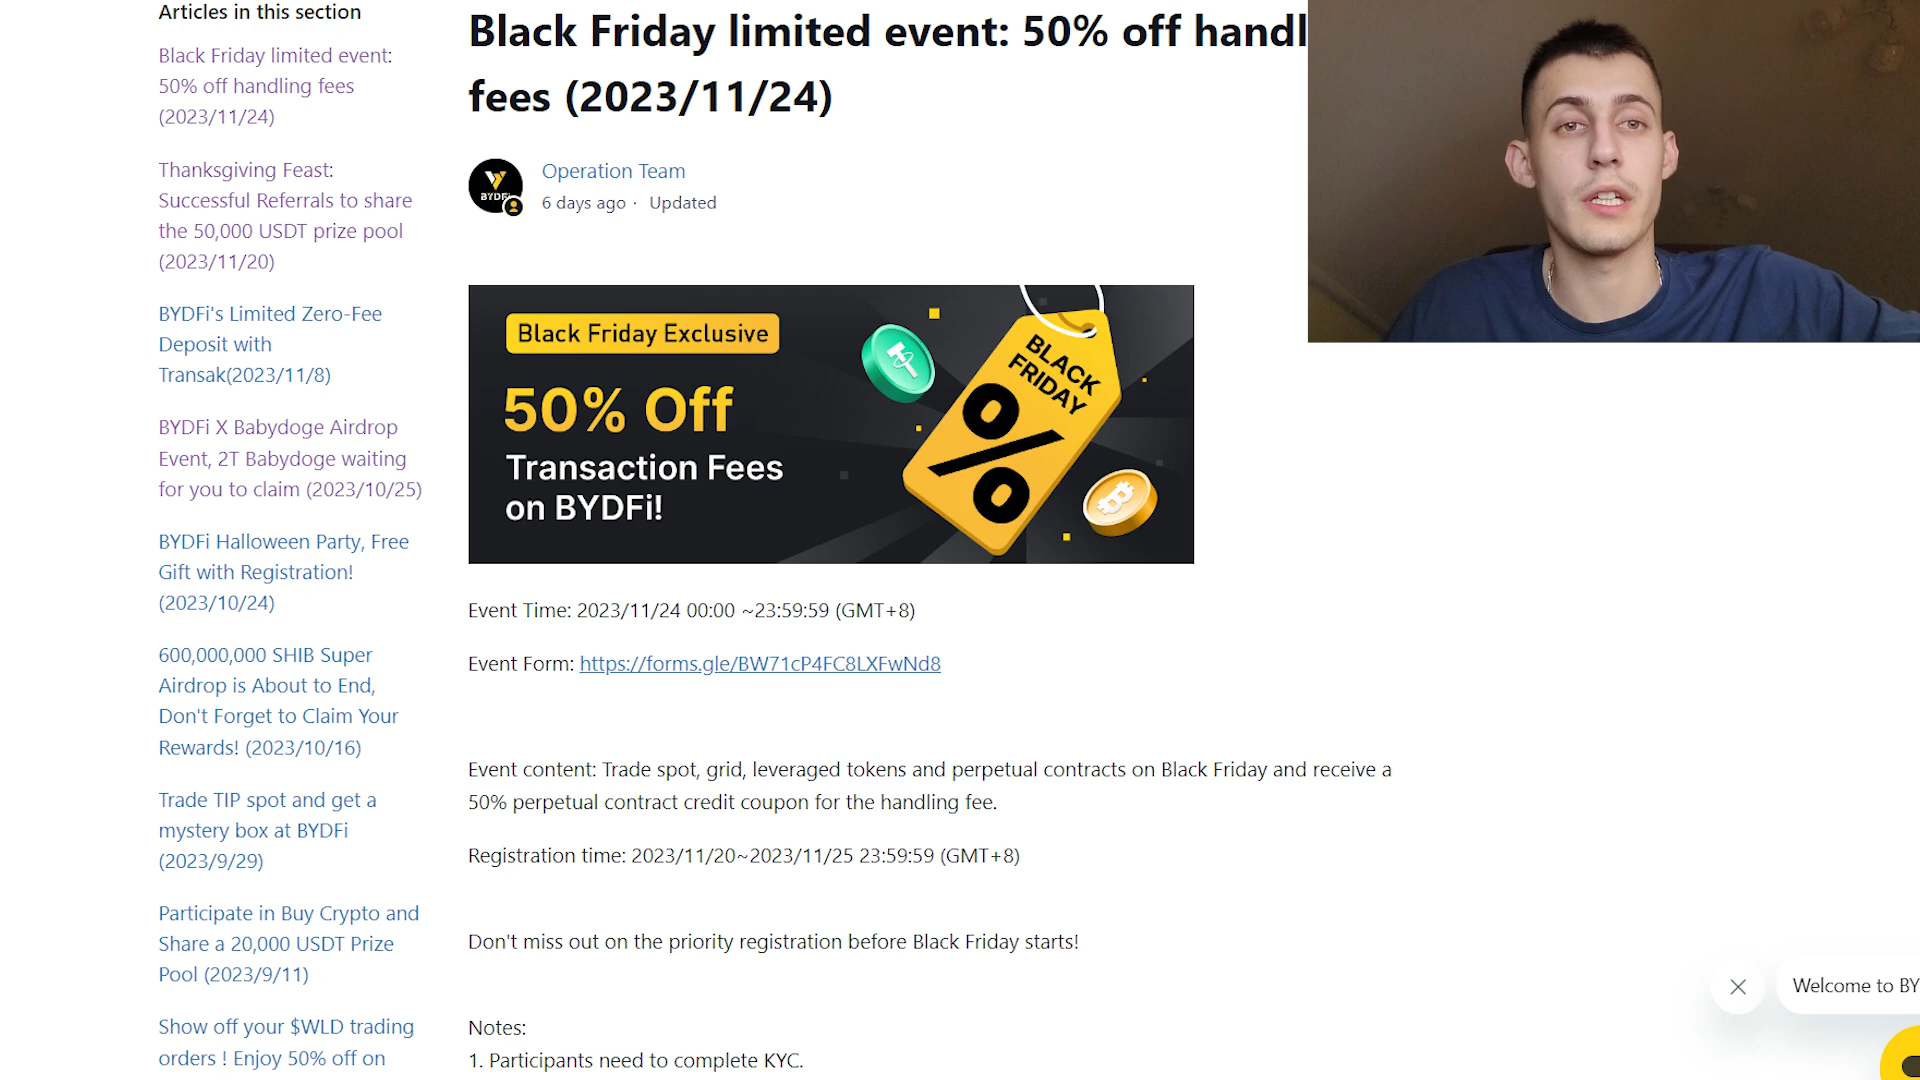 Articles in this section
Black Friday limited event:
50% off handling fees
(2023/11/24)
Thanksgiving Feast:
Successful Referrals to share
the 50,000 USDT prize pool
(2023/11/20)
BYDFi's Limited Zero-Fee
Deposit with
Transak(2023/11/8)
BYDFi X Babydoge Airdrop
Event, 2T Babydoge waiting
for you to claim (2023/10/25)
BYDFi Halloween Party, Free
Gift with Registration!
(2023/10/24)
600,000,000 SHIB Super
Airdrop is About to End,
Don't Forget to Claim Your
Rewards! (2023/10/16)
Trade TIP spot and get a
mystery box at BYDFi
(2023/9/29)
Participate in Buy Crypto and
Share a 20,000 USDT Prize
Pool (2023/9/11)
Show off your $WLD trading
orders ! Enjoy 50% off on
Black Friday limited event: 50% off handl
fees (2023/11/24)
BYDFi
Operation Team
6 days ago · Updated
Black Friday Exclusive
50% Off
Transaction Fees
on BYDFi!
BLACK
FRIDAY
%
Event Time: 2023/11/24 00:00 ~23:59:59 (GMT+8)
Event Form: https://forms.gle/BW71cP4FC8LXFwNd8
Event content: Trade spot, grid, leveraged tokens and perpetual contracts on Black Friday and receive a
50% perpetual contract credit coupon for the handling fee.
Registration time: 2023/11/20~2023/11/25 23:59:59 (GMT+8)
Don't miss out on the priority registration before Black Friday starts!
Notes:
1. Participants need to complete KYC.
Welcome to BY